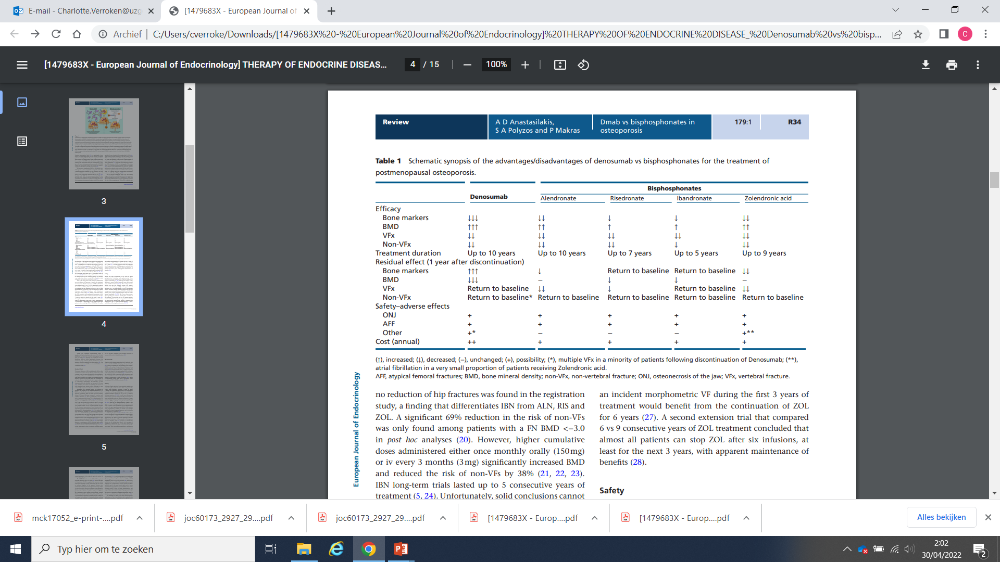 E-mail - Charlotte.Verroken@uzg
[1479683X - European Journal of
Archief
C:/Users/cverroke/Downloads/[1479683X%20-%20European%20Journal%20of%20Endocrinology]%20THERAPY%20OF%20ENDOCRINE%20DISEASE_%20Denosumab%20vs%20bisp...
C
[1479683X - European Journal of Endocrinology] THERAPY OF ENDOCRINE DISEAS...
4 / 15
100%
3
4
5
Review
A D Anastasilakis,
S A Polyzos and P Makras
Dmab vs bisphosphonates in
osteoporosis
179:1
R34
Table 1 Schematic synopsis of the advantages/disadvantages of denosumab vs bisphosphonates for the treatment of
postmenopausal osteoporosis.
Bisphosphonates
Denosumab Alendronate Risedronate Ibandronate Zolendronic acid
Efficacy
Bone markers ↓↓↓ ↓↓ ↓ ↓ ↓↓
BMD ↑↑↑ ↑↑ ↑ ↑ ↑↑
VFx ↓↓ ↓↓ ↓↓ ↓↓ ↓↓
Non-VFx ↓↓ ↓↓ ↓↓ ↓ ↓↓
Treatment duration Up to 10 years Up to 10 years Up to 7 years Up to 5 years Up to 9 years
Residual effect (1 year after discontinuation)
Bone markers ↑↑↑ ↓ Return to baseline Return to baseline ↓↓
BMD ↓↓↓ – ↓ ↓ –
VFx Return to baseline ↓↓ ↓ Return to baseline ↓↓
Non-VFx Return to baseline* Return to baseline Return to baseline Return to baseline Return to baseline
Safety–adverse effects
ONJ + + + + +
AFF + + + + +
Other +* – – – +**
Cost (annual) ++ + + + +
(↑), increased; (↓), decreased; (–), unchanged; (+), possibility; (*), multiple VFx in a minority of patients following discontinuation of Denosumab; (**),
atrial fibrillation in a very small proportion of patients receiving Zolendronic acid.
AFF, atypical femoral fractures; BMD, bone mineral density; non-VFx, non-vertebral fracture; ONJ, osteonecrosis of the jaw; VFx, vertebral fracture.
European Journal of Endocrinology
no reduction of hip fractures was found in the registration
study, a finding that differentiates IBN from ALN, RIS and
ZOL. A significant 69% reduction in the risk of non-VFs
was only found among patients with a FN BMD <–3.0
in post hoc analyses (20). However, higher cumulative
doses administered either once monthly orally (150 mg)
or iv every 3 months (3 mg) significantly increased BMD
and reduced the risk of non-VFs by 38% (21, 22, 23).
IBN long-term trials lasted up to 5 consecutive years of
treatment (5, 24). Unfortunately, solid conclusions cannot
an incident morphometric VF during the first 3 years of
treatment would benefit from the continuation of ZOL
for 6 years (27). A second extension trial that compared
6 vs 9 consecutive years of ZOL treatment concluded that
almost all patients can stop ZOL after six infusions, at
least for the next 3 years, with apparent maintenance of
benefits (28).
Safety
mck17052_e-print-....pdf
joc60173_2927_29....pdf
joc60173_2927_29....pdf
[1479683X - Europ....pdf
[1479683X - Europ....pdf
Alles bekijken
Typ hier om te zoeken
2:02
30/04/2022
2